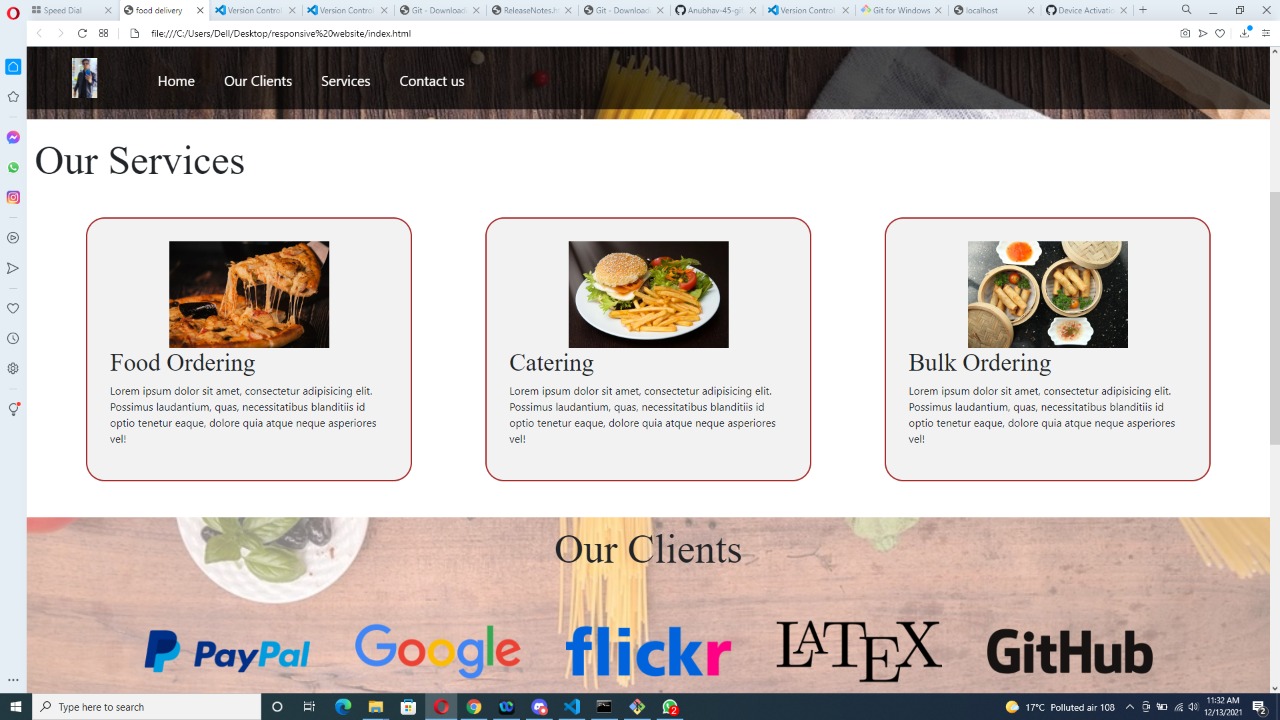 Speed Dial
food delivery
Version Control
Version Control
Git - Download
ReleaseNotes.h
Git - Download
Anubhav-45-gi
Version Control
Git for Windows
localhost
Device Activatio
file:///C:/Users/Dell/Desktop/responsive%20website/index.html
Home Our Clients Services Contact us
Our Services
Food Ordering
Lorem ipsum dolor sit amet, consectetur adipisicing elit.
Possimus laudantium, quas, necessitatibus blanditiis id
optio tenetur eaque, dolore quia atque neque asperiores
vel!
Catering
Lorem ipsum dolor sit amet, consectetur adipisicing elit.
Possimus laudantium, quas, necessitatibus blanditiis id
optio tenetur eaque, dolore quia atque neque asperiores
vel!
Bulk Ordering
Lorem ipsum dolor sit amet, consectetur adipisicing elit.
Possimus laudantium, quas, necessitatibus blanditiis id
optio tenetur eaque, dolore quia atque neque asperiores
vel!
Our Clients
PayPal Google flickr LATEX GitHub
Type here to search
2
17°C Polluted air 108
11:32 AM
12/13/2021
2